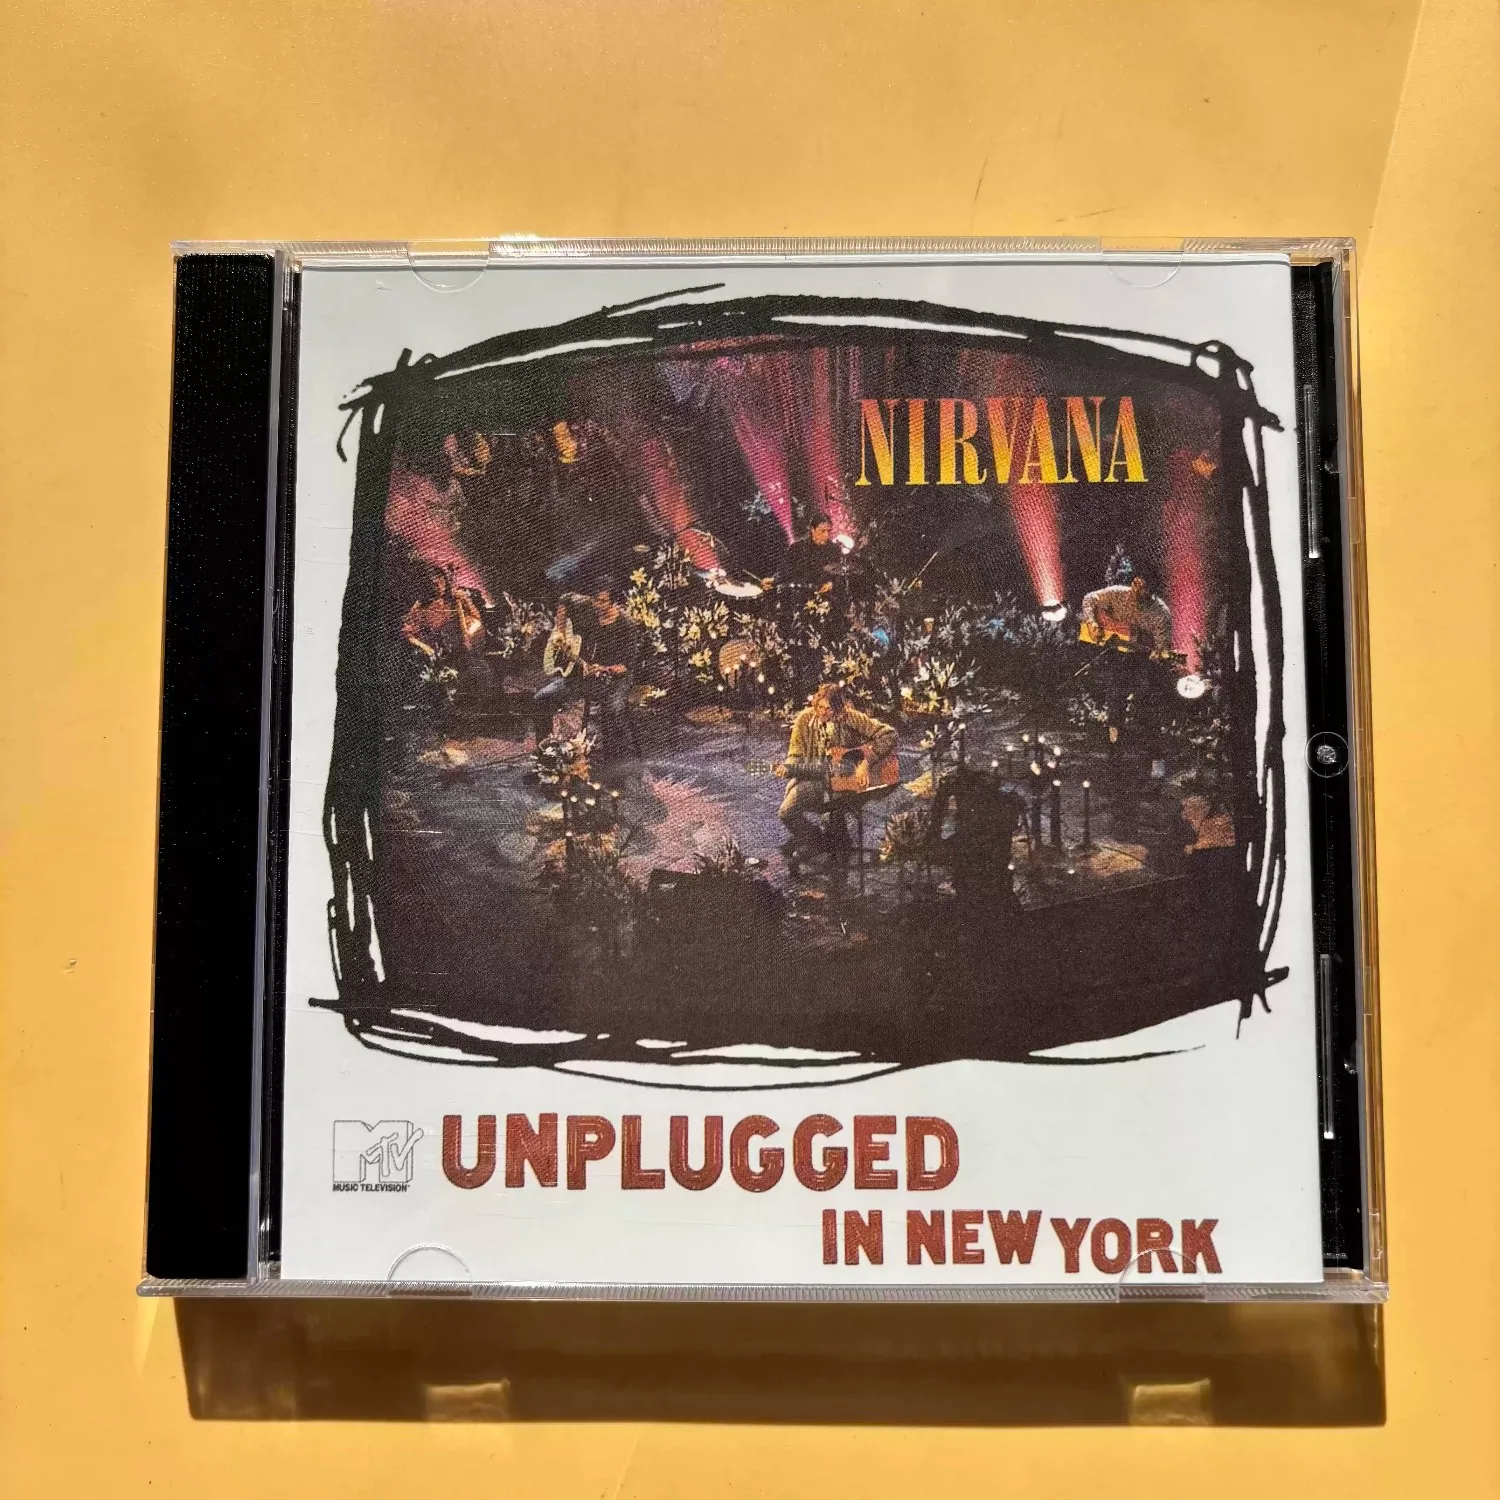 NIRVANA
MTV
MUSIC TELEVISION
UNPLUGGED
IN NEW YORK